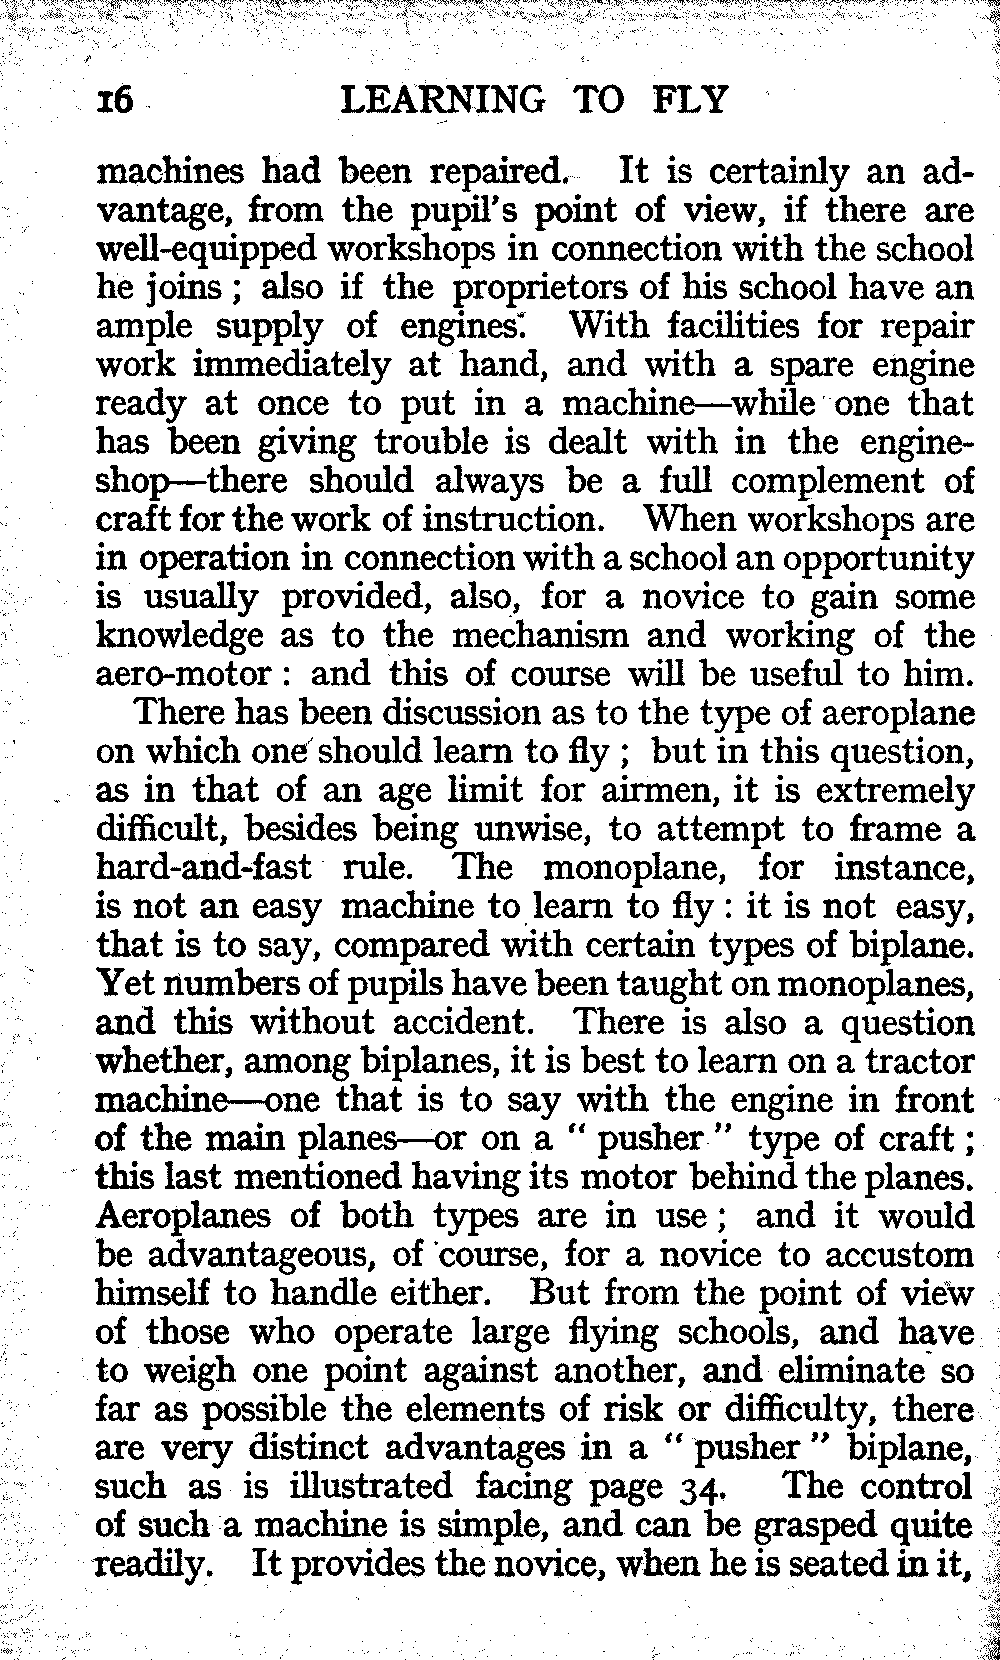 16 LEARNING TO FLY
machines had been repaired. It is certainly an ad-
vantage, from the pupil's point of view, if there are
well-equipped workshops in connection with the school
he joins ; also if the proprietors of his school have an
ample supply of engines. With facilities for repair
work immediately at hand, and with a spare engine
ready at once to put in a machine—while one that
has been giving trouble is dealt with in the engine-
shop—there should always be a full complement of
craft for the work of instruction. When workshops are
in operation in connection with a school an opportunity
is usually provided, also, for a novice to gain some
knowledge as to the mechanism and working of the
aero-motor : and this of course will be useful to him.
There has been discussion as to the type of aeroplane
on which one should learn to fly ; but in this question,
as in that of an age limit for airmen, it is extremely
difficult, besides being unwise, to attempt to frame a
hard-and-fast rule. The monoplane, for instance,
is not an easy machine to learn to fly : it is not easy,
that is to say, compared with certain types of biplane.
Yet numbers of pupils have been taught on monoplanes,
and this without accident. There is also a question
whether, among biplanes, it is best to learn on a tractor
machine—one that is to say with the engine in front
of the main planes—or on a “ pusher ” type of craft ;
this last mentioned having its motor behind the planes.
Aeroplanes of both types are in use ; and it would
be advantageous, of course, for a novice to accustom
himself to handle either. But from the point of view
of those who operate large flying schools, and have
to weigh one point against another, and eliminate so
far as possible the elements of risk or difficulty, there
are very distinct advantages in a “ pusher ” biplane,
such as is illustrated facing page 34. The control
of such a machine is simple, and can be grasped quite
readily. It provides the novice, when he is seated in it,